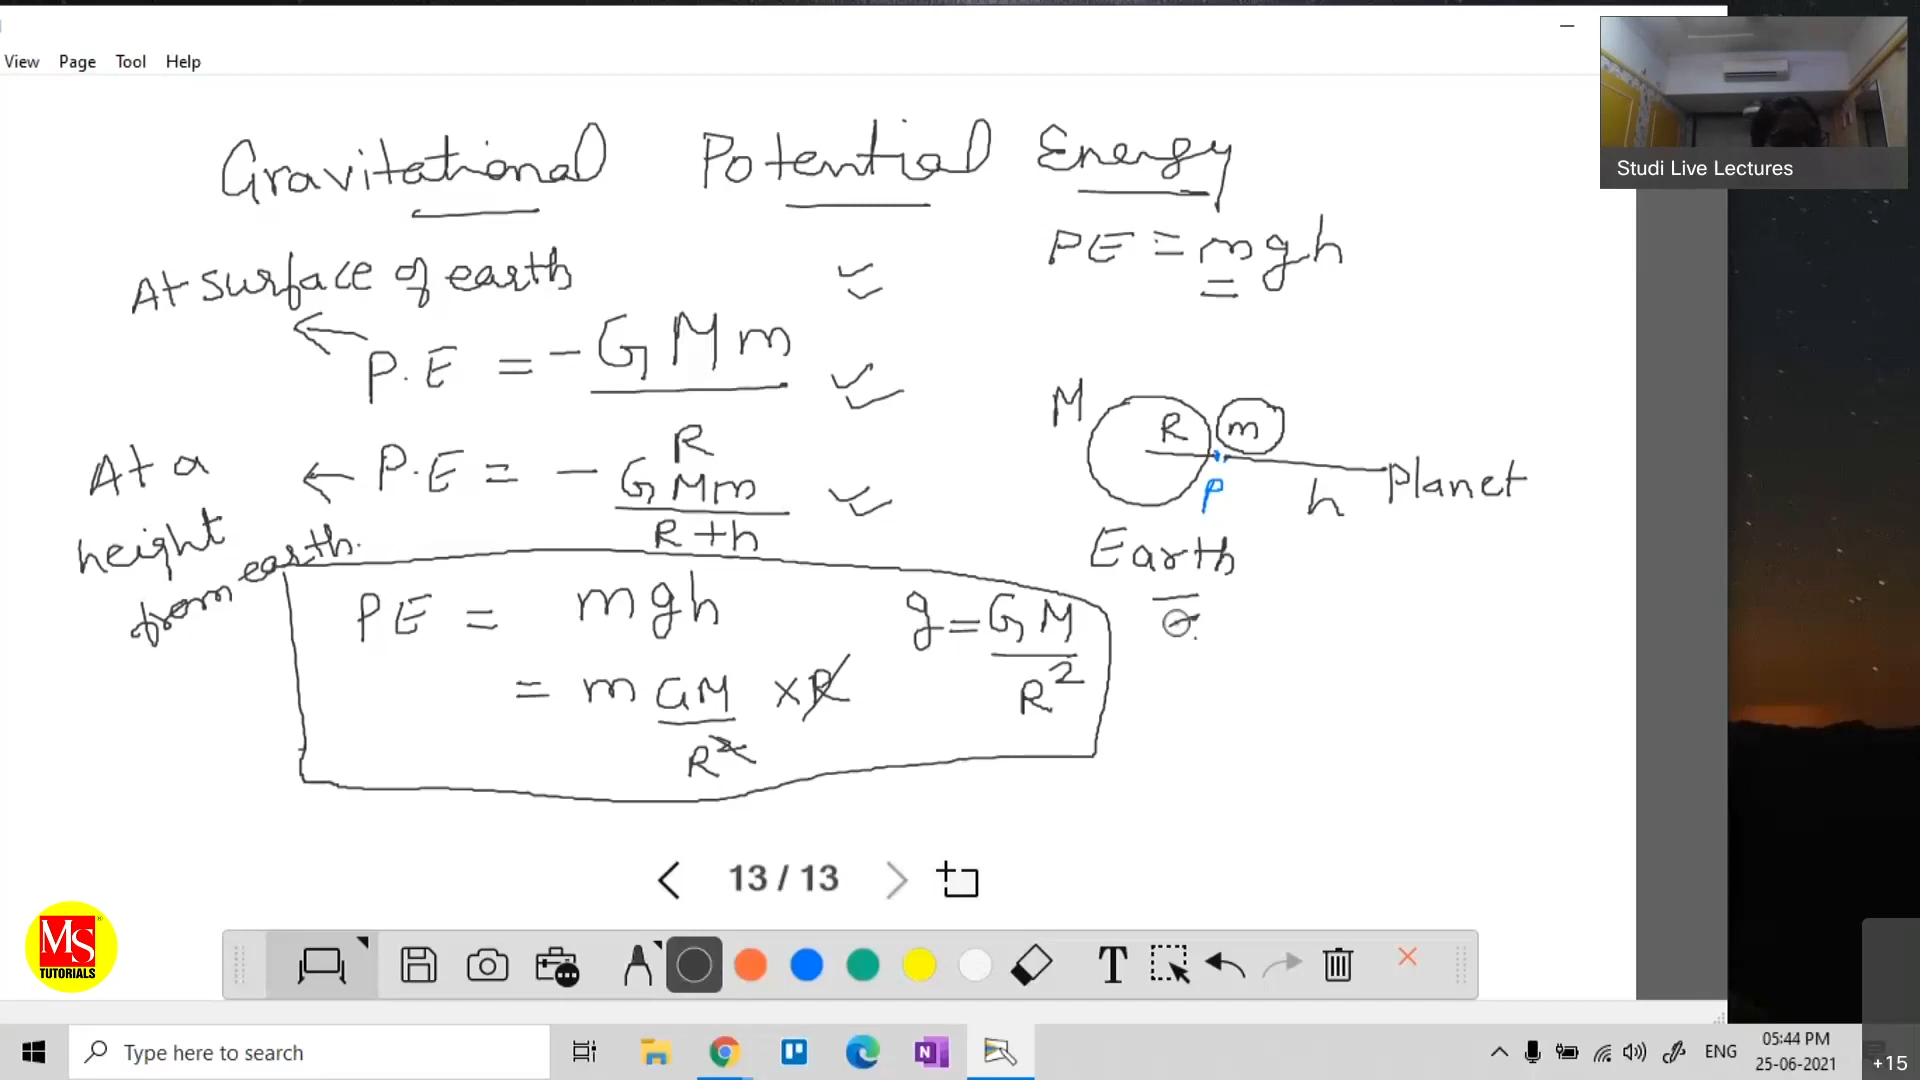 View Page Tool Help
Studi Live Lectures
Gravitational Potential Energy
PE = mgh
At surface of earth
P.E = - GMm
R
At a height from earth.
P.E = - GMm
R+h
M
R
m
P
h
Planet
Earth
PE = mgh
g = GM
R²
= m GM × R
R²
13 / 13
MS
TUTORIALS
T
Type here to search
N
ENG
05:44 PM
25-06-2021
+15